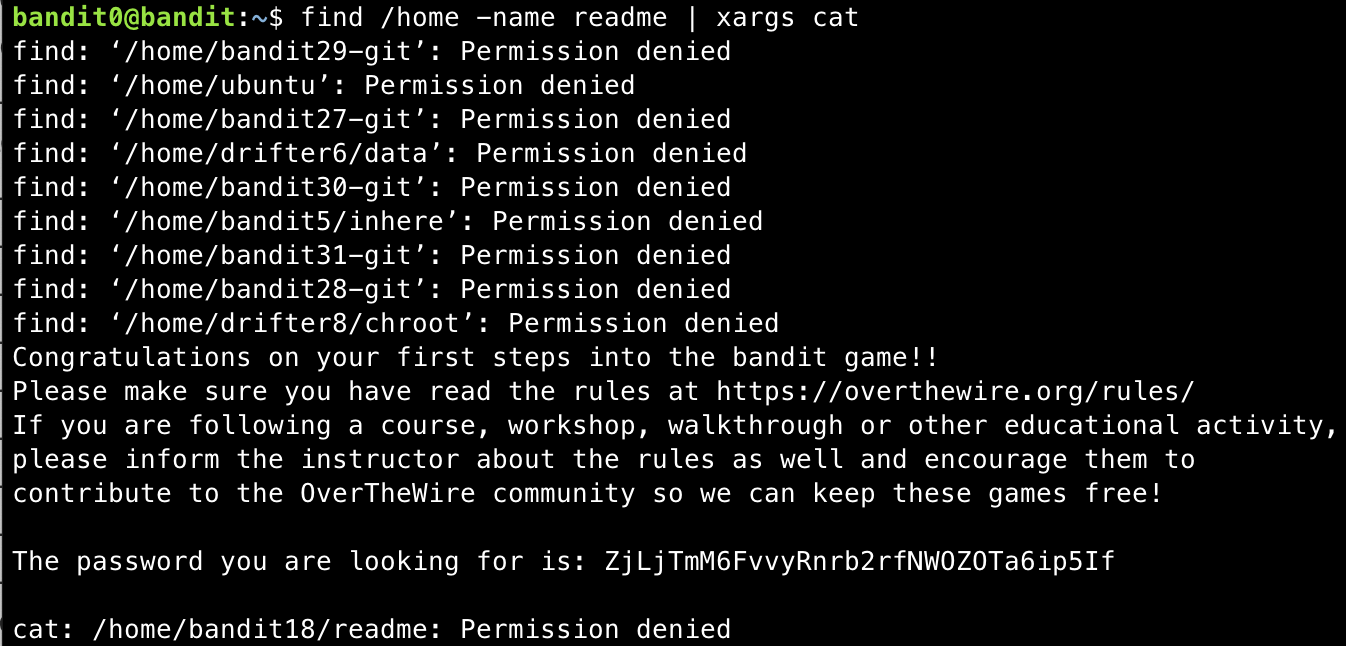 bandit0@bandit:~$ find /home -name readme | xargs cat
find: ‘/home/bandit29-git’: Permission denied
find: ‘/home/ubuntu’: Permission denied
find: ‘/home/bandit27-git’: Permission denied
find: ‘/home/drifter6/data’: Permission denied
find: ‘/home/bandit30-git’: Permission denied
find: ‘/home/bandit5/inhere’: Permission denied
find: ‘/home/bandit31-git’: Permission denied
find: ‘/home/bandit28-git’: Permission denied
find: ‘/home/drifter8/chroot’: Permission denied
Congratulations on your first steps into the bandit game!!
Please make sure you have read the rules at https://overthewire.org/rules/
If you are following a course, workshop, walkthrough or other educational activity,
please inform the instructor about the rules as well and encourage them to
contribute to the OverTheWire community so we can keep these games free!
The password you are looking for is: ZjLjTmM6FvvyRnrb2rfNWOZOTa6ip5If
cat: /home/bandit18/readme: Permission denied